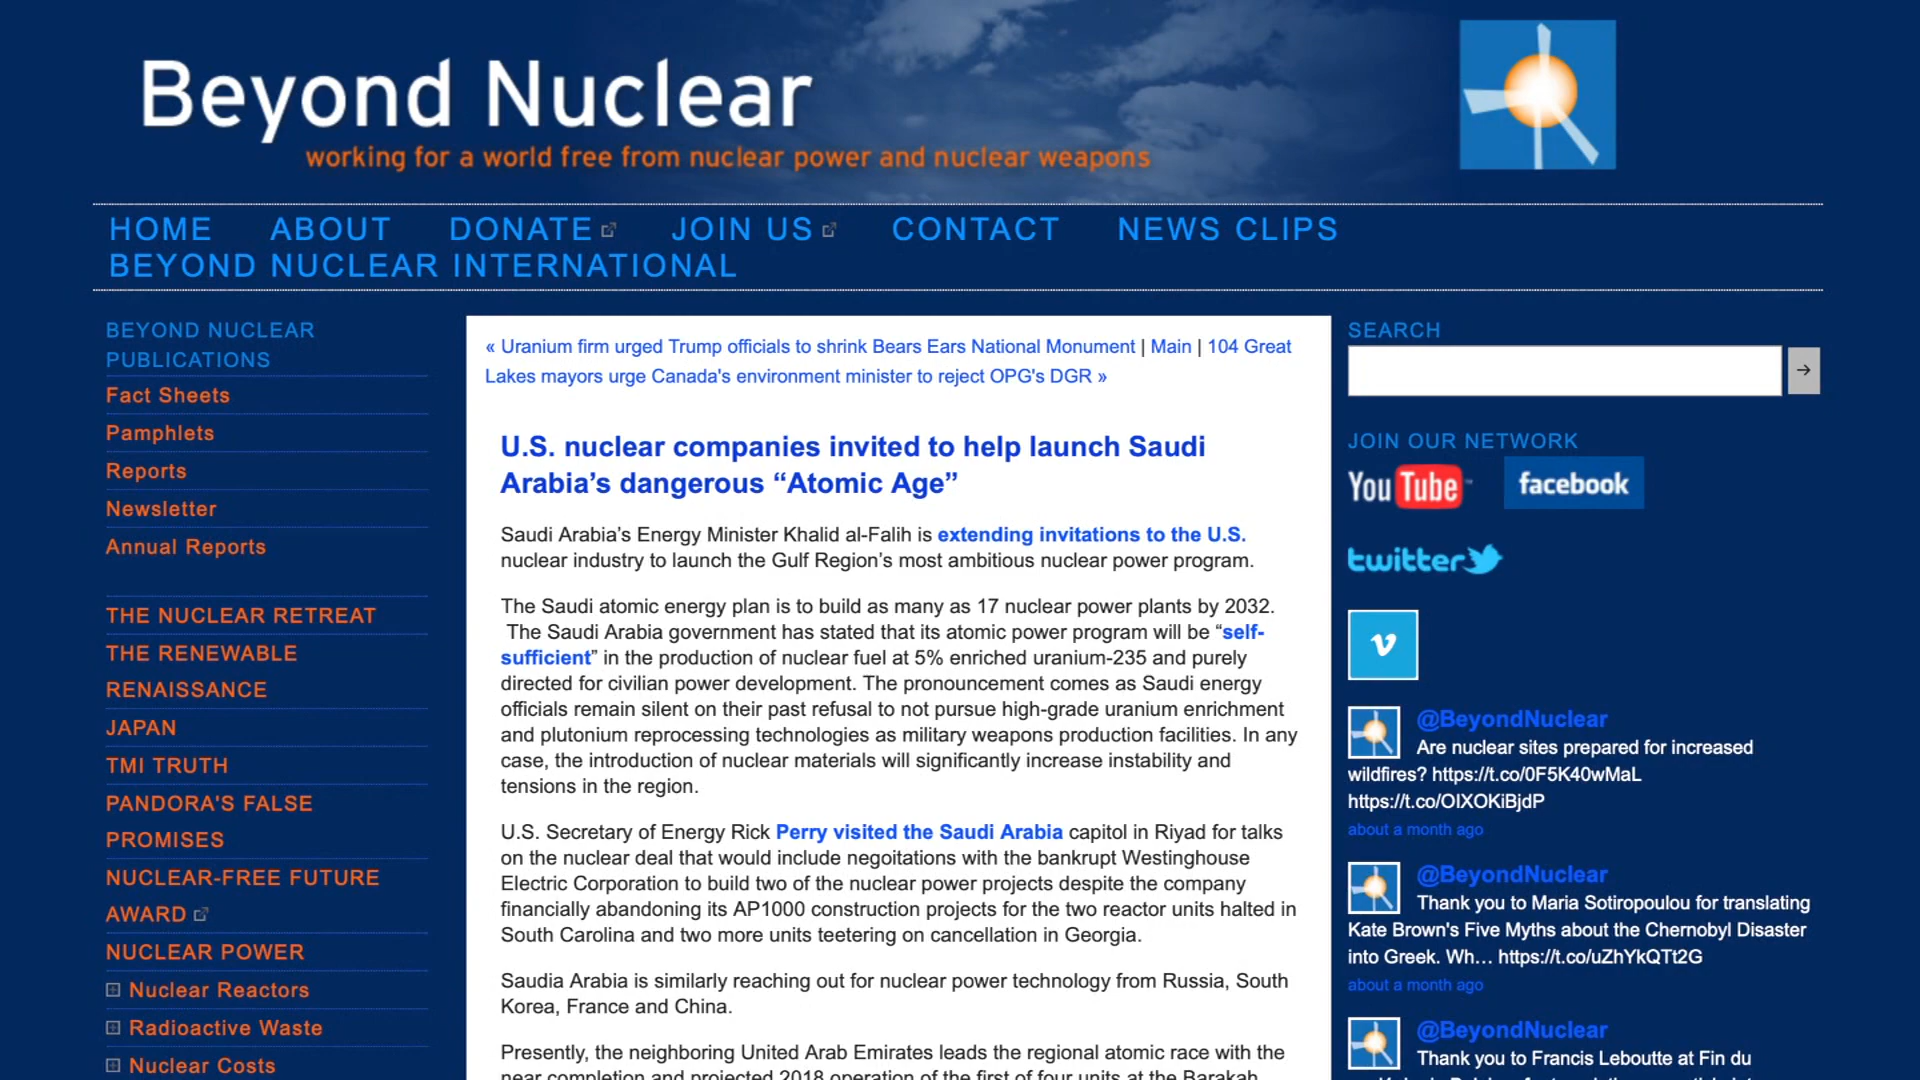 Beyond Nuclear
working for a world free from nuclear power and nuclear weapons
HOME ABOUT DONATE JOIN US CONTACT NEWS CLIPS
BEYOND NUCLEAR INTERNATIONAL
BEYOND NUCLEAR
PUBLICATIONS
Fact Sheets
Pamphlets
Reports
Newsletter
Annual Reports
THE NUCLEAR RETREAT
THE RENEWABLE
RENAISSANCE
JAPAN
TMI TRUTH
PANDORA'S FALSE
PROMISES
NUCLEAR-FREE FUTURE
AWARD
NUCLEAR POWER
Nuclear Reactors
Radioactive Waste
Nuclear Costs
« Uranium firm urged Trump officials to shrink Bears Ears National Monument | Main | 104 Great
Lakes mayors urge Canada's environment minister to reject OPG's DGR »
U.S. nuclear companies invited to help launch Saudi
Arabia’s dangerous “Atomic Age”
Saudi Arabia’s Energy Minister Khalid al-Falih is extending invitations to the U.S.
nuclear industry to launch the Gulf Region’s most ambitious nuclear power program.
The Saudi atomic energy plan is to build as many as 17 nuclear power plants by 2032.
The Saudi Arabia government has stated that its atomic power program will be “self-
sufficient” in the production of nuclear fuel at 5% enriched uranium-235 and purely
directed for civilian power development. The pronouncement comes as Saudi energy
officials remain silent on their past refusal to not pursue high-grade uranium enrichment
and plutonium reprocessing technologies as military weapons production facilities. In any
case, the introduction of nuclear materials will significantly increase instability and
tensions in the region.
U.S. Secretary of Energy Rick Perry visited the Saudi Arabia capitol in Riyad for talks
on the nuclear deal that would include negoitations with the bankrupt Westinghouse
Electric Corporation to build two of the nuclear power projects despite the company
financially abandoning its AP1000 construction projects for the two reactor units halted in
South Carolina and two more units teetering on cancellation in Georgia.
Saudia Arabia is similarly reaching out for nuclear power technology from Russia, South
Korea, France and China.
Presently, the neighboring United Arab Emirates leads the regional atomic race with the
near completion and projected 2018 operation of the first of four units at the Barakah
SEARCH
JOIN OUR NETWORK
YouTube facebook
twitter
@BeyondNuclear
Are nuclear sites prepared for increased
wildfires? https://t.co/0F5K40wMaL
https://t.co/OIXOKiBjdP
about a month ago
@BeyondNuclear
Thank you to Maria Sotiropoulou for translating
Kate Brown's Five Myths about the Chernobyl Disaster
into Greek. Wh… https://t.co/uZhYkQTt2G
about a month ago
@BeyondNuclear
Thank you to Francis Leboutte at Fin du